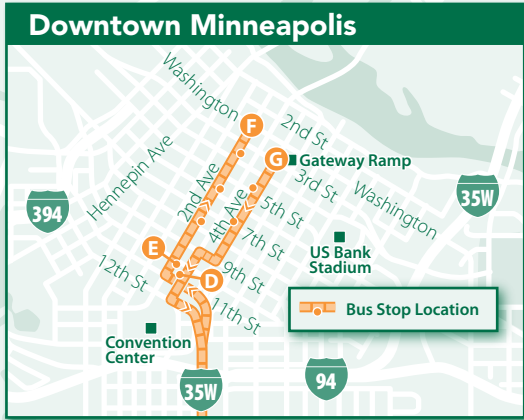 Downtown Minneapolis
Washington
F
2nd St
G
Gateway Ramp
Hennepin Ave
2nd Ave
3rd St
Washington
35W
394
4th Ave
5th St
7th St
US Bank
Stadium
E
9th St
12th St
D
11th St
Bus Stop Location
Convention
Center
35W
94